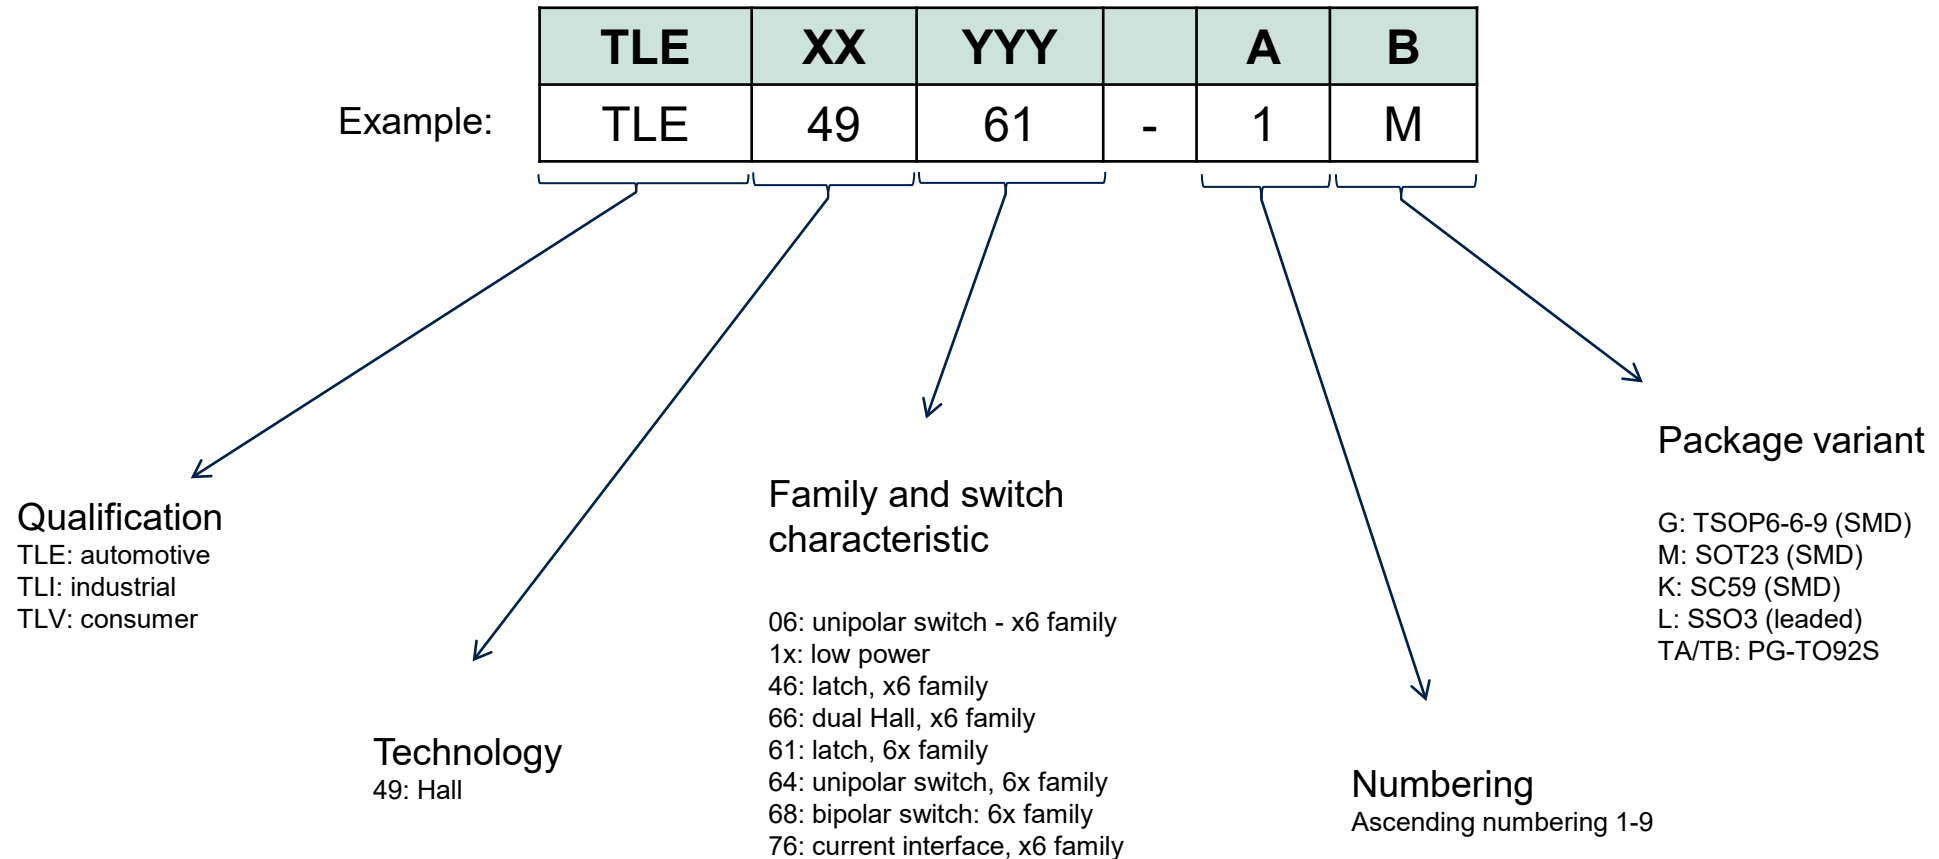 TLE XX YYY A B
Example: TLE 49 61 - 1 M
Qualification
TLE: automotive
TLI: industrial
TLV: consumer
Technology
49: Hall
Family and switch
characteristic
06: unipolar switch - x6 family
1x: low power
46: latch, x6 family
66: dual Hall, x6 family
61: latch, 6x family
64: unipolar switch, 6x family
68: bipolar switch: 6x family
76: current interface, x6 family
Numbering
Ascending numbering 1-9
Package variant
G: TSOP6-6-9 (SMD)
M: SOT23 (SMD)
K: SC59 (SMD)
L: SSO3 (leaded)
TA/TB: PG-TO92S